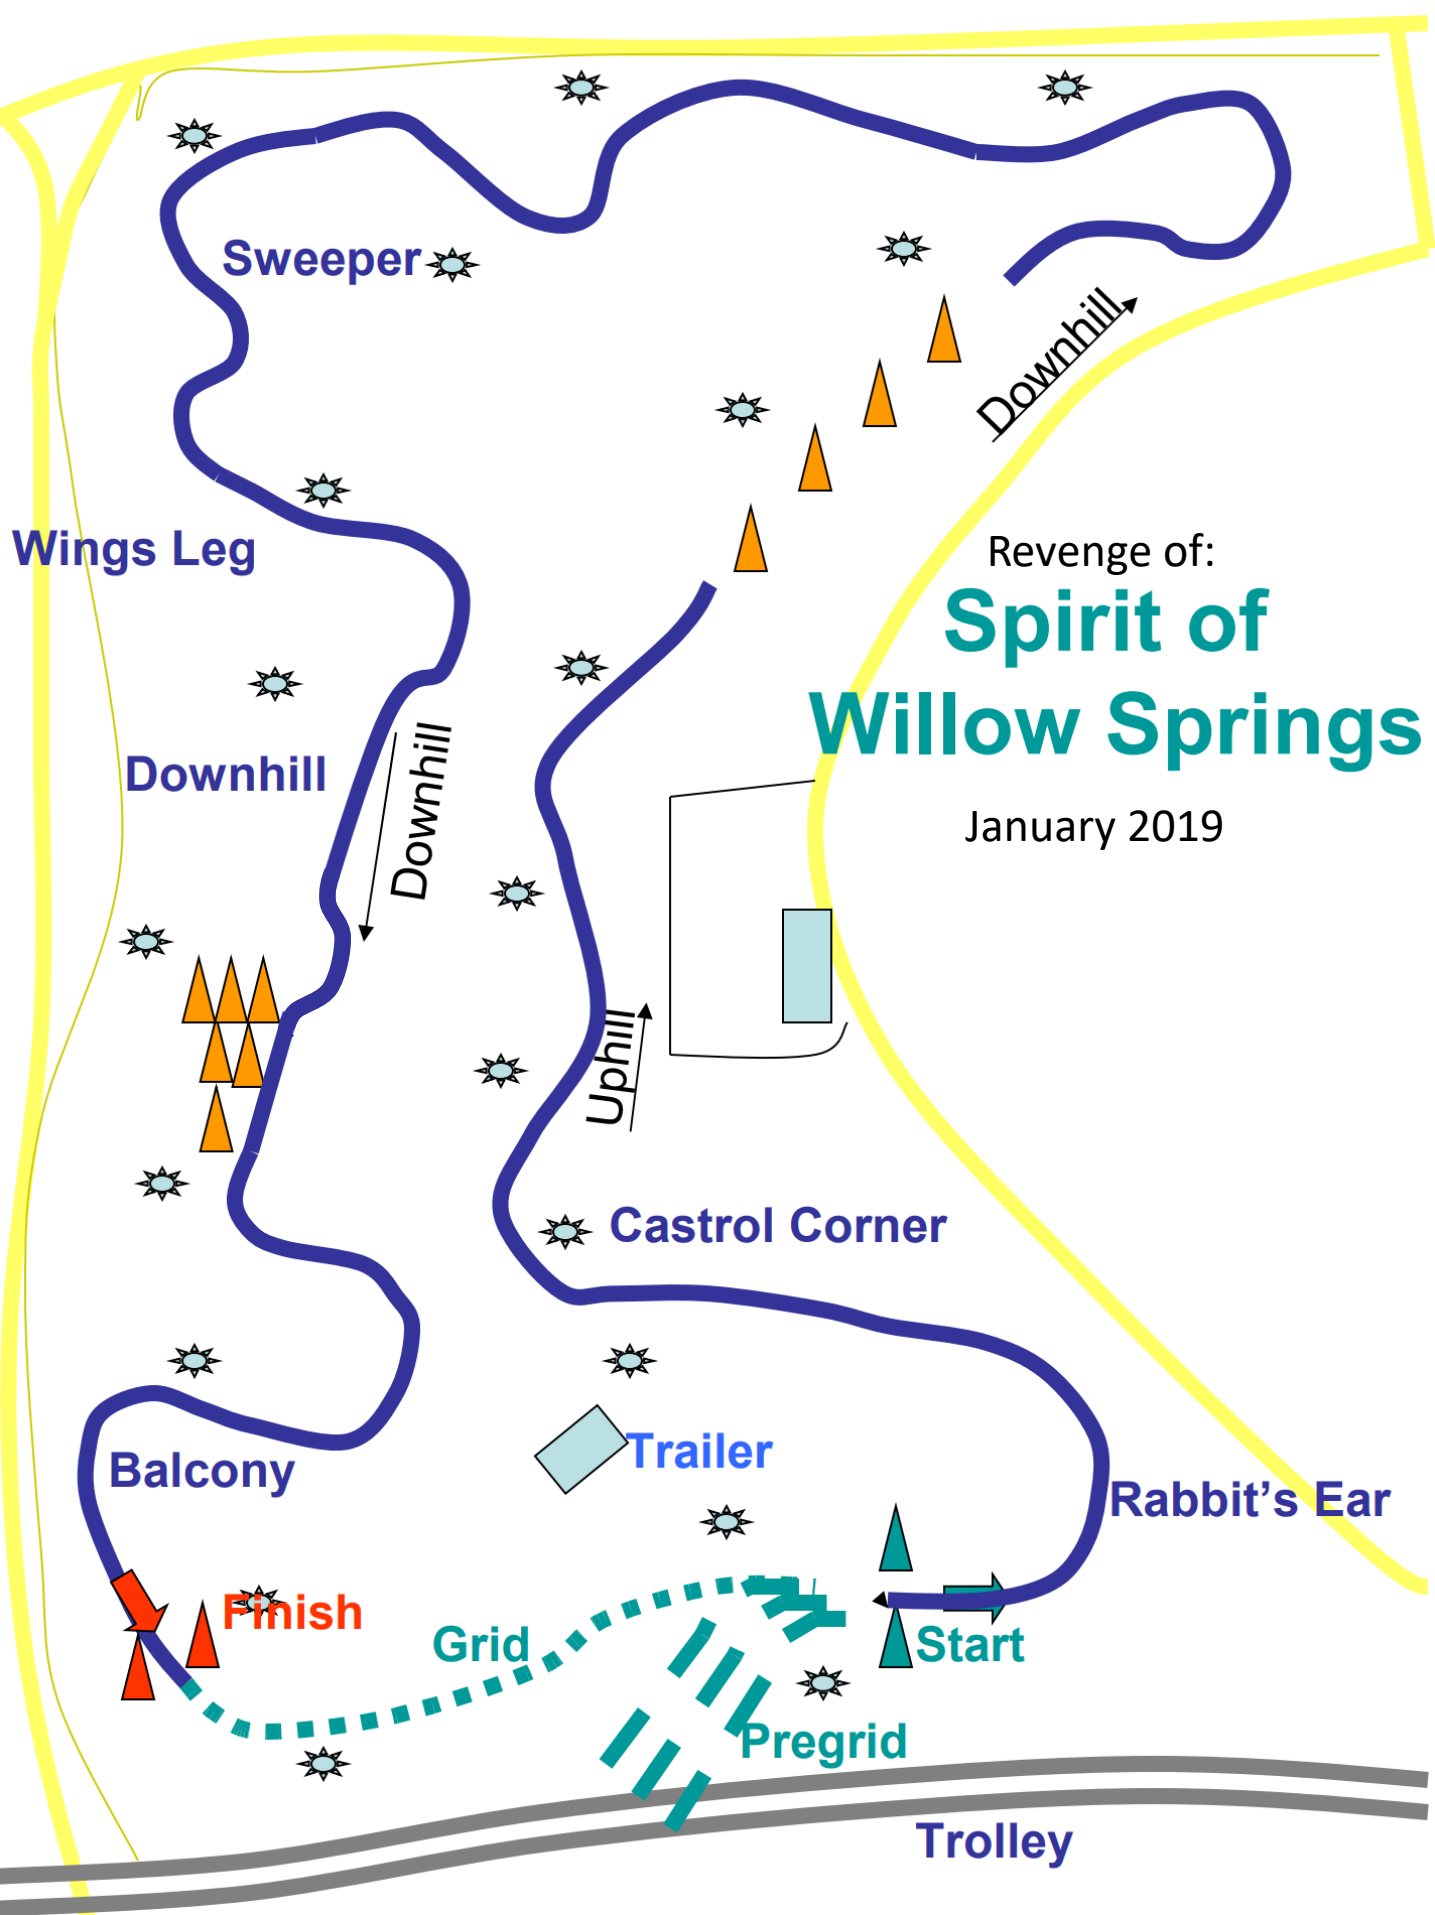 Sweeper
Downhill
Wings Leg
Revenge of:
Spirit of
Willow Springs
January 2019
Downhill
Downhill
Uphill
Castrol Corner
Balcony
Trailer
Rabbit's Ear
Finish
Grid
Start
Pregrid
Trolley